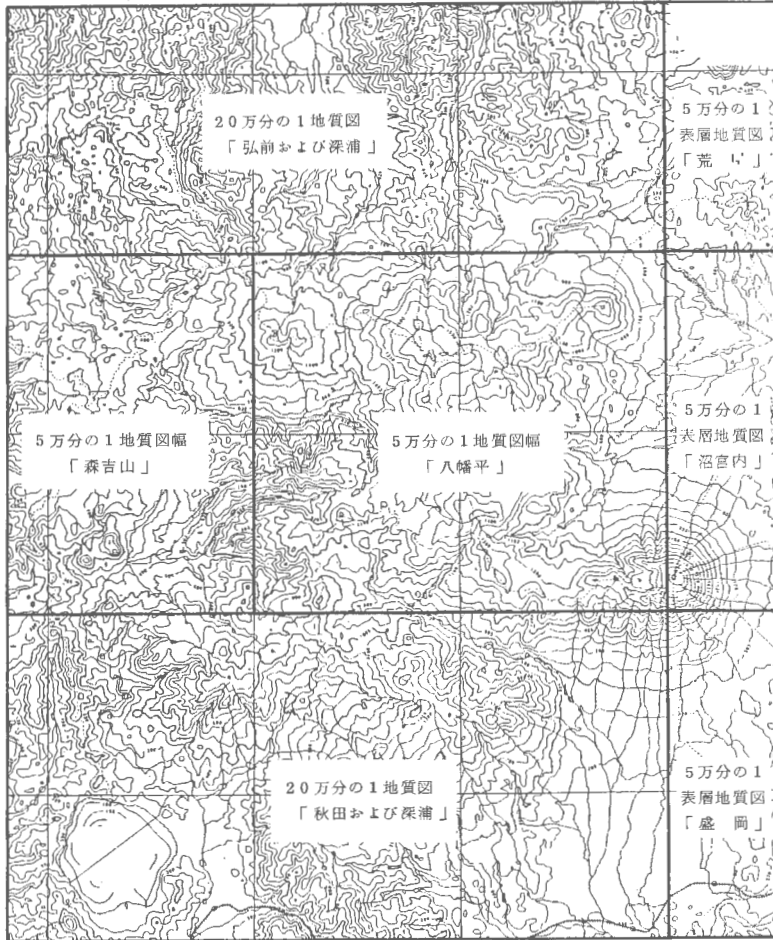 20万分の1地質図
「弘前および深浦」
5万分の1
表層地質図
「荒
5万分の1地質図幅
「森吉山」
5万分の1地質図幅
「八幡平」
5万分の1
表層地質図
「沼宮内」
20万分の1地質図
「秋田および深浦」
5万分の1
表層地質図
「盛 岡」